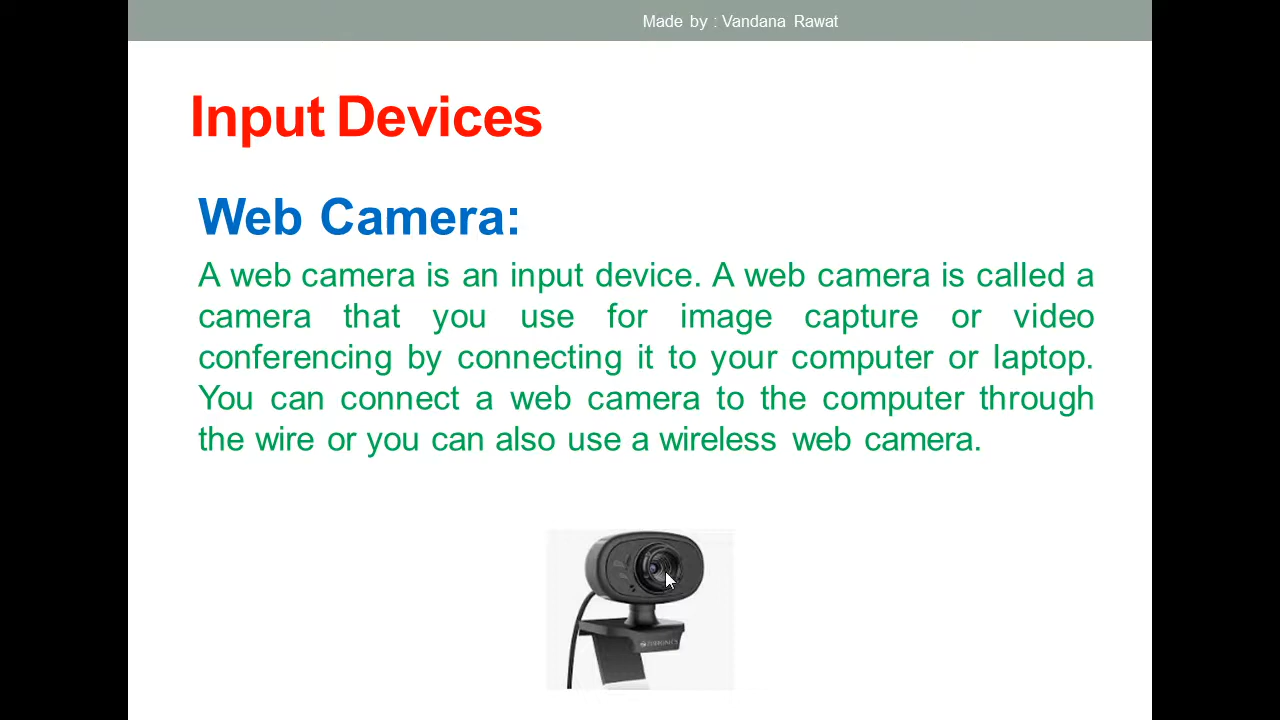 Made by : Vandana Rawat
Input Devices
Web Camera:
A web camera is an input device. A web camera is called a
camera that you use for image capture or video
conferencing by connecting it to your computer or laptop.
You can connect a web camera to the computer through
the wire or you can also use a wireless web camera.
ZEBRONICS